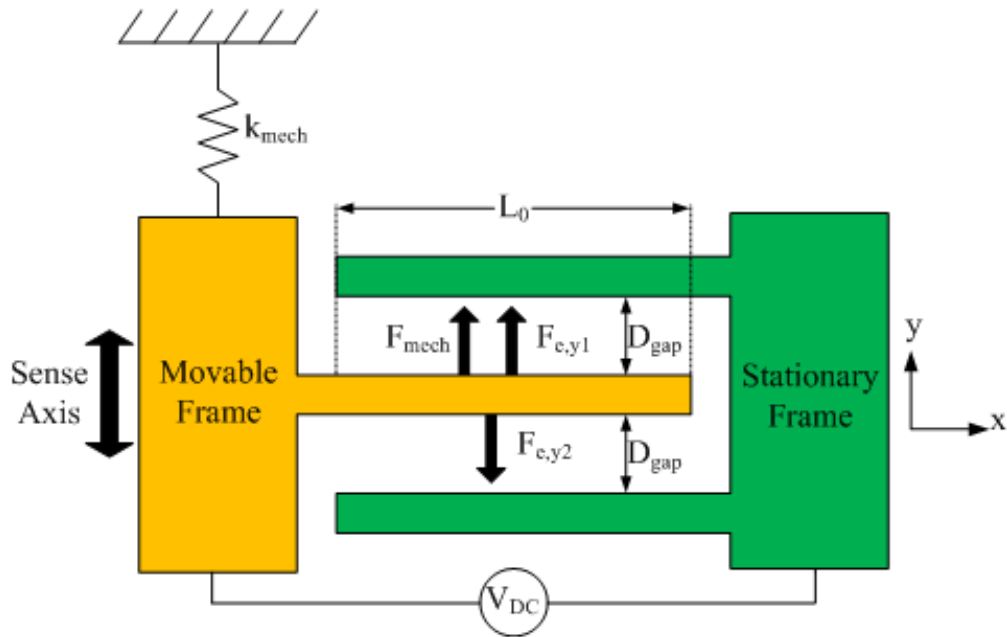 k_mech
L_0
F_mech
F_e,y1
D_gap
y
x
Sense
Axis
Movable
Frame
Stationary
Frame
F_e,y2
D_gap
V_DC